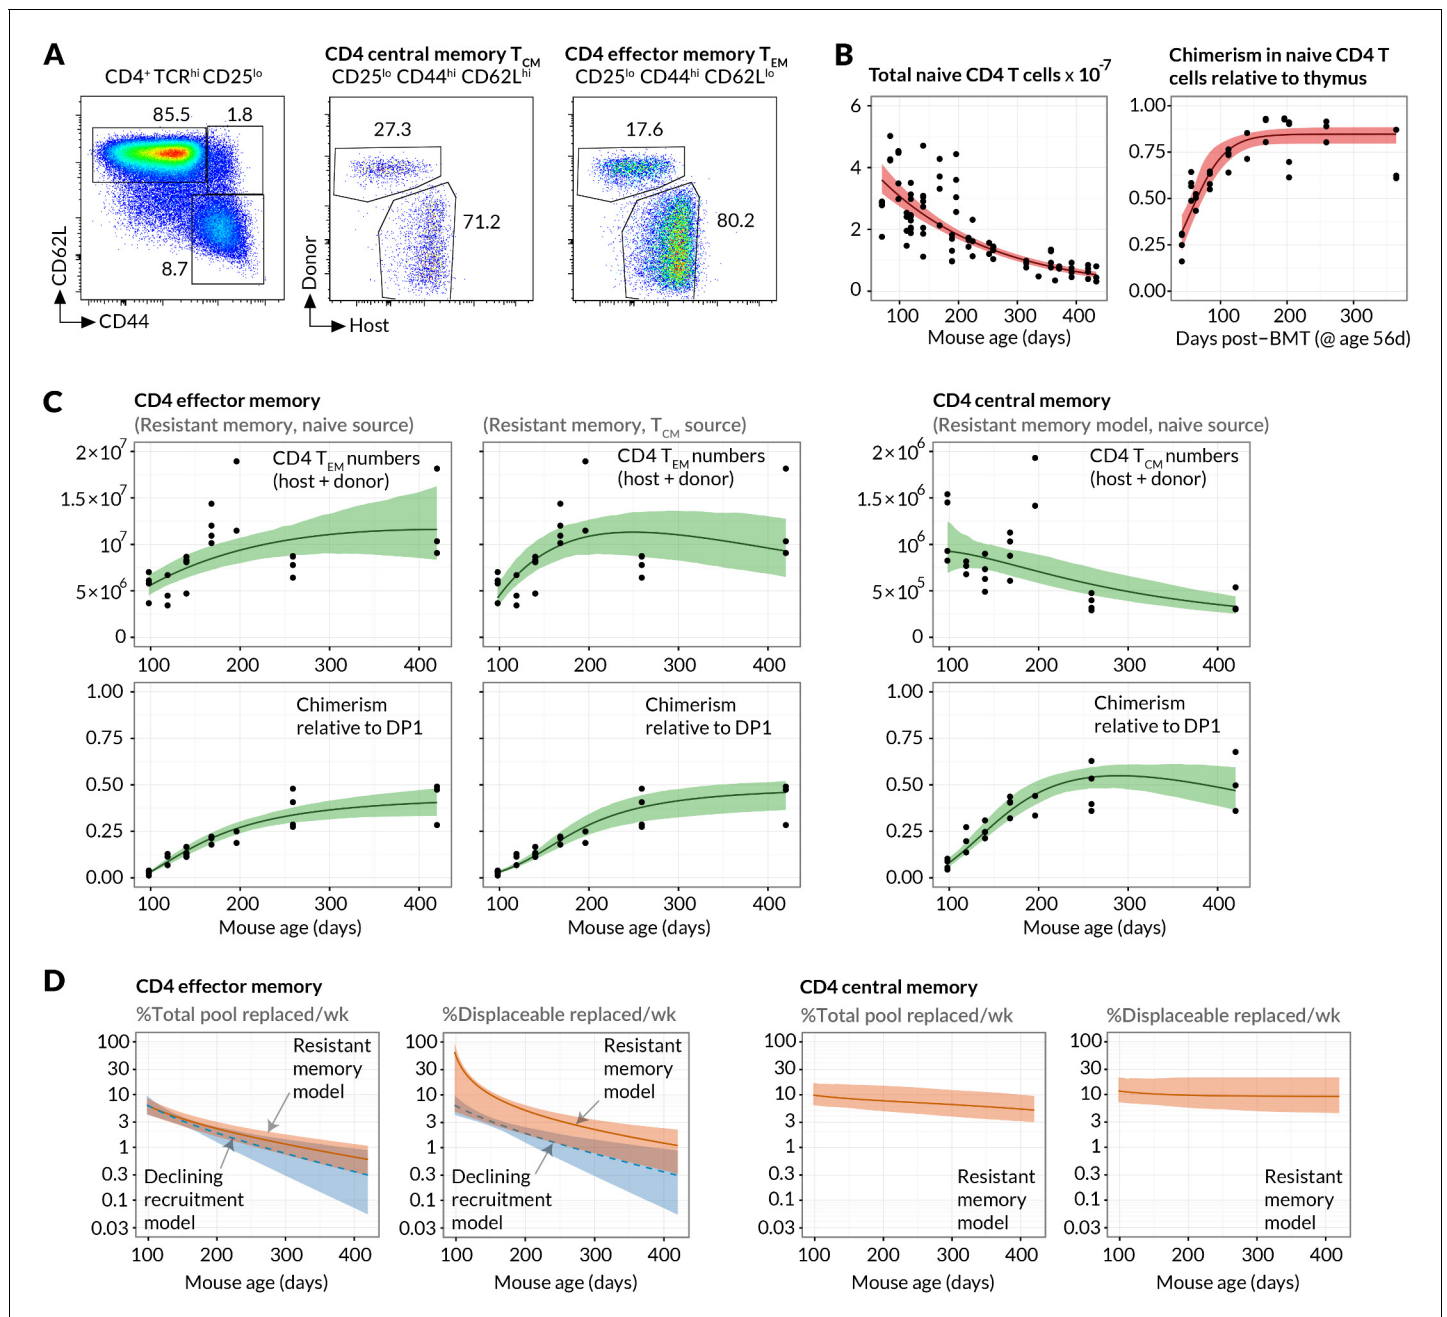 A
CD4+ TCRhi CD25lo
85.5
1.8
8.7
CD62L
CD44
CD4 central memory TCM
CD25lo CD44hi CD62Lhi
27.3
71.2
Donor
Host
CD4 effector memory TEM
CD25lo CD44hi CD62Llo
17.6
80.2
B
Total naive CD4 T cells x 10-7
6
4
2
0
100 200 300 400
Mouse age (days)
Chimerism in naive CD4 T
cells relative to thymus
1.00
0.75
0.50
0.25
0.00
100 200 300
Days post−BMT (@ age 56d)
C
CD4 effector memory
(Resistant memory, naive source)
CD4 TEM numbers
(host + donor)
2×10^7
1.5×10^7
10^7
5×10^6
0
100 200 300 400
(Resistant memory, TCM source)
CD4 TEM numbers
(host + donor)
100 200 300 400
CD4 central memory
(Resistant memory model, naive source)
CD4 TCM numbers
(host + donor)
2×10^6
1.5×10^6
1×10^6
5×10^5
0
100 200 300 400
Chimerism
relative to DP1
1.00
0.75
0.50
0.25
0.00
100 200 300 400
Mouse age (days)
Chimerism
relative to DP1
100 200 300 400
Mouse age (days)
Chimerism
relative to DP1
1.00
0.75
0.50
0.25
0.00
100 200 300 400
Mouse age (days)
D
CD4 effector memory
%Total pool replaced/wk
100
30
10
3
1
0.3
0.1
0.03
Resistant
memory
model
Declining
recruitment
model
100 200 300 400
Mouse age (days)
%Displaceable replaced/wk
100
30
10
3
1
0.3
0.1
0.03
Resistant
memory
model
Declining
recruitment
model
100 200 300 400
Mouse age (days)
CD4 central memory
%Total pool replaced/wk
100
30
10
3
1
0.3
0.1
0.03
Resistant
memory
model
100 200 300 400
Mouse age (days)
%Displaceable replaced/wk
100
30
10
3
1
0.3
0.1
0.03
Resistant
memory
model
100 200 300 400
Mouse age (days)